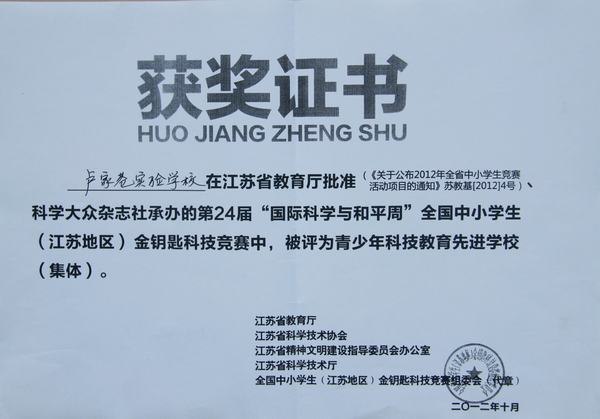 获奖证书
HUO JIANG ZHENG SHU
卢家巷实验学校在江苏省教育厅批准（《关于公布2012年全省中小学生竞赛活动项目的通知》苏教基[2012]4号）、
科学大众杂志社承办的第24届“国际科学与和平周”全国中小学生
（江苏地区）金钥匙科技竞赛中，被评为青少年科技教育先进学校
（集体）。
江苏省教育厅
江苏省科学技术协会
江苏省精神文明建设指导委员会办公室
江苏省科学技术厅
全国中小学生（江苏地区）金钥匙科技竞赛组委会（代章）
二〇一二年十月